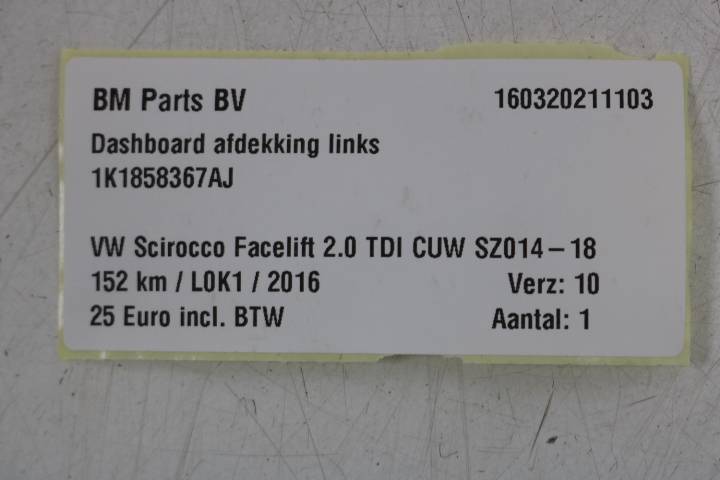 BM Parts BV 160320211103
Dashboard afdekking links
1K1858367AJ
VW Scirocco Facelift 2.0 TDI CUW SZ014-18
152 km / L0K1 / 2016 Verz: 10
25 Euro incl. BTW Aantal: 1